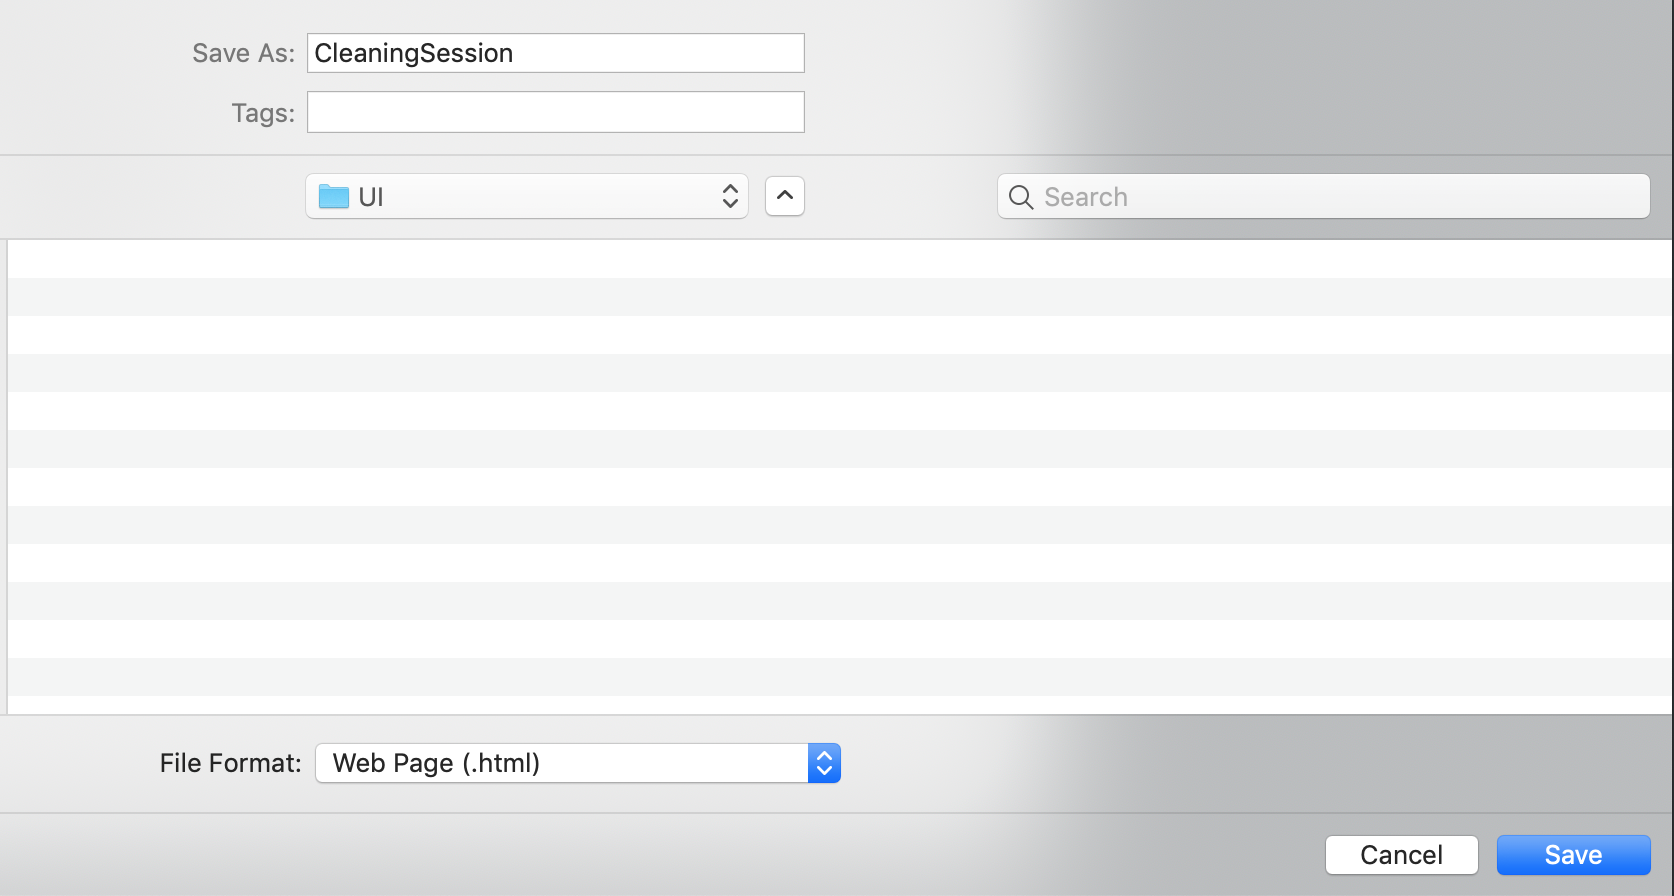 Save As: CleaningSession
Tags:
UI
Search
File Format: Web Page (.html)
Cancel Save